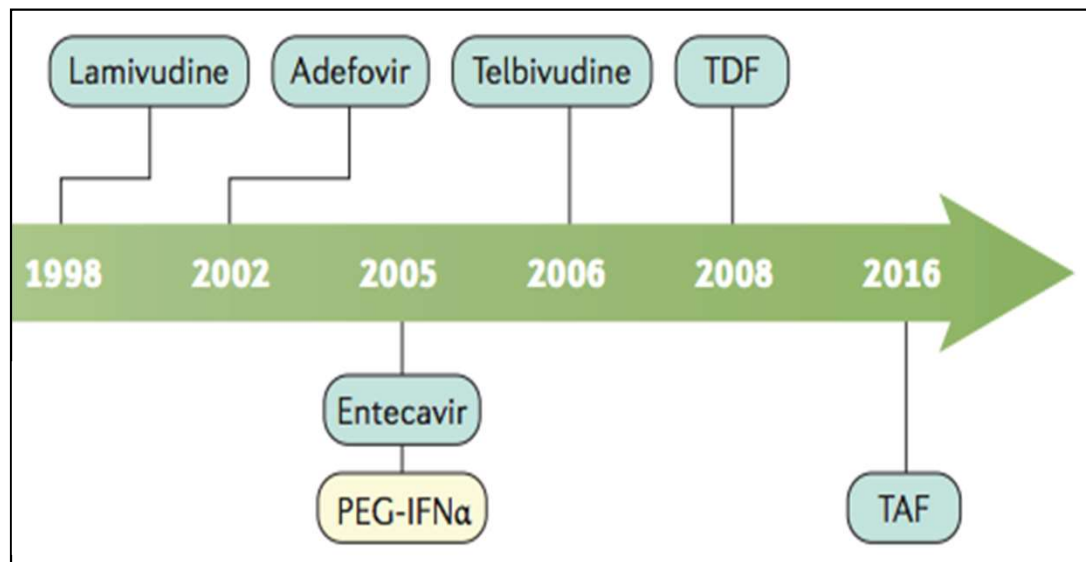 Lamivudine Adefovir Telbivudine TDF
1998 2002 2005 2006 2008 2016
Entecavir
PEG-IFNα TAF